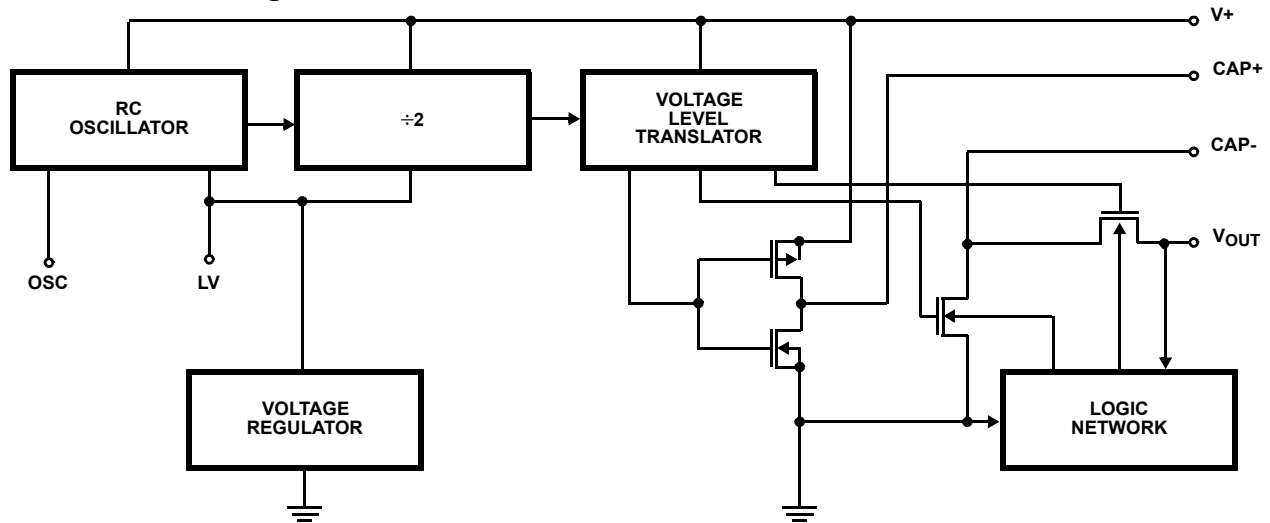 V+
CAP+
RC
OSCILLATOR
÷2
VOLTAGE
LEVEL
TRANSLATOR
CAP-
VOUT
OSC
LV
VOLTAGE
REGULATOR
LOGIC
NETWORK